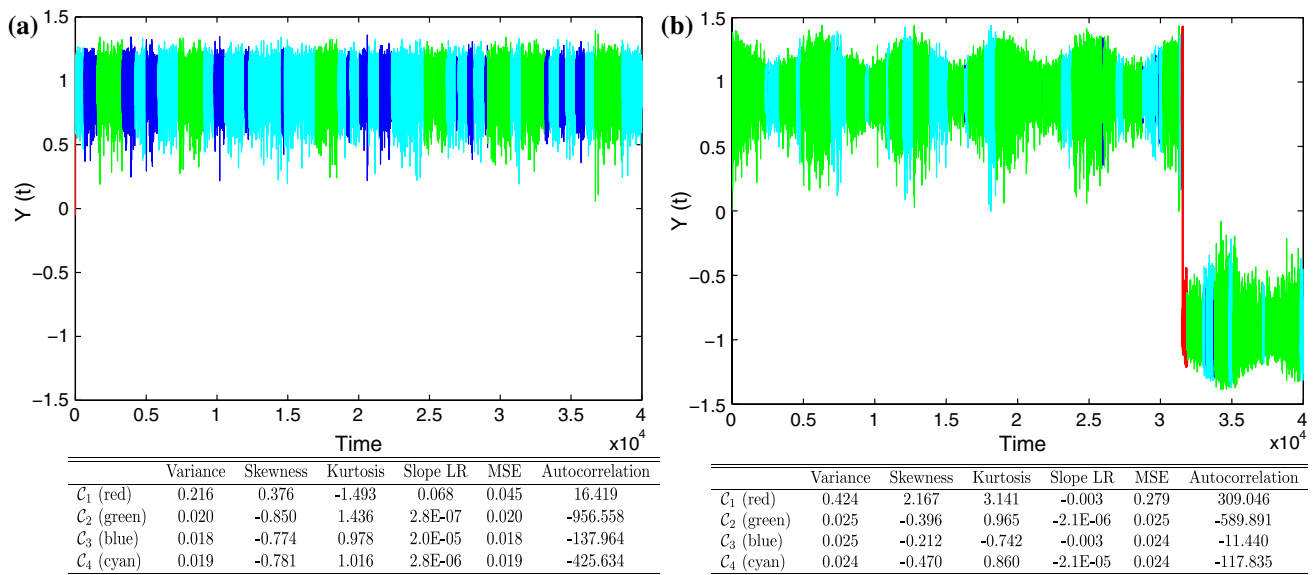 (a)
1.5
1
0.5
0
−0.5
−1
−1.5
Y (t)
0 0.5 1 1.5 2 2.5 3 3.5 4
Time
x10⁴
Variance Skewness Kurtosis Slope LR MSE Autocorrelation
C₁ (red) 0.216 0.376 -1.493 0.068 0.045 16.419
C₂ (green) 0.020 -0.850 1.436 2.8E-07 0.020 -956.558
C₃ (blue) 0.018 -0.774 0.978 2.0E-05 0.018 -137.964
C₄ (cyan) 0.019 -0.781 1.016 2.8E-06 0.019 -425.634
(b)
1.5
1
0.5
0
−0.5
−1
−1.5
Y (t)
0 0.5 1 1.5 2 2.5 3 3.5 4
Time
x10⁴
Variance Skewness Kurtosis Slope LR MSE Autocorrelation
C₁ (red) 0.424 2.167 3.141 -0.003 0.279 309.046
C₂ (green) 0.025 -0.396 0.965 -2.1E-06 0.025 -589.891
C₃ (blue) 0.025 -0.212 -0.742 -0.003 0.024 -11.440
C₄ (cyan) 0.024 -0.470 0.860 -2.1E-05 0.024 -117.835